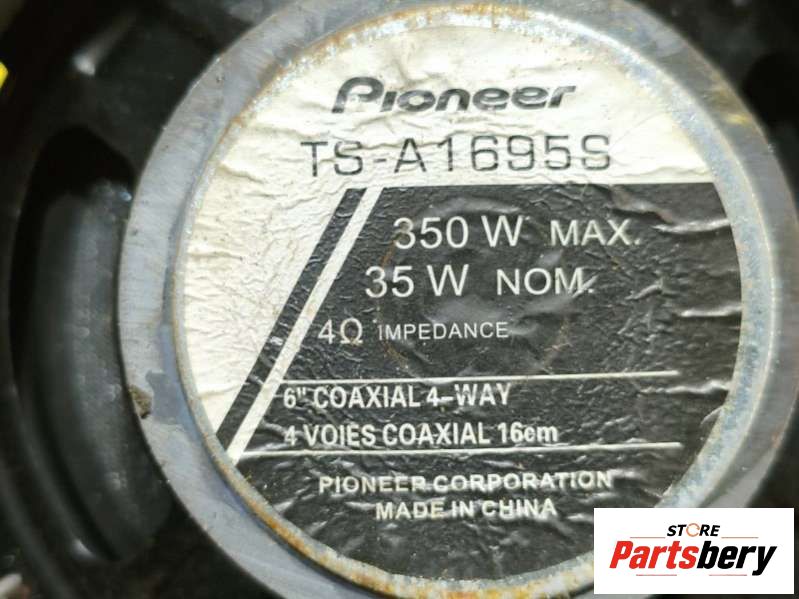 Pioneer
TS-A1695S
350 W MAX.
35 W NOM.
4Ω IMPEDANCE
6" COAXIAL 4-WAY
4 VOIES COAXIAL 16cm
PIONEER CORPORATION
MADE IN CHINA
STORE
Partsbery